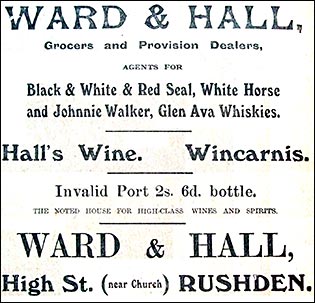 WARD & HALL,
Grocers and Provision Dealers,
AGENTS FOR
Black & White & Red Seal, White Horse
and Johnnie Walker, Glen Ava Whiskies.
Hall's Wine. Wincarnis.
Invalid Port 2s. 6d. bottle.
THE NOTED HOUSE FOR HIGH-CLASS WINES AND SPIRITS.
WARD & HALL,
High St. (near Church) RUSHDEN.